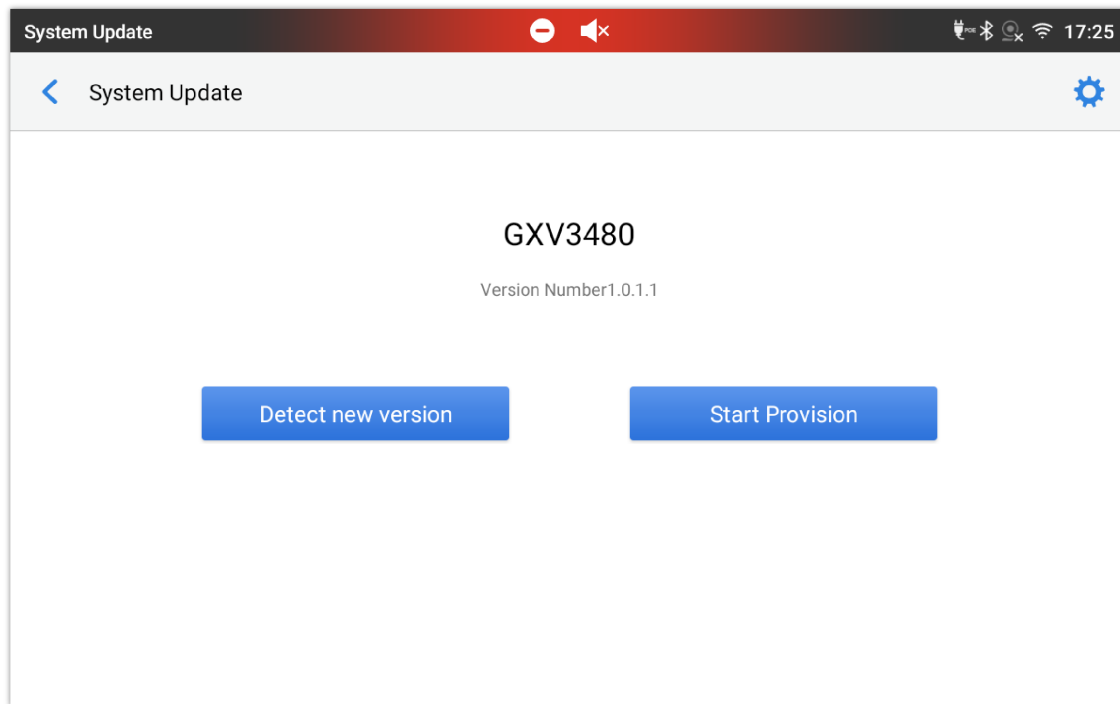 System Update
17:25
System Update
GXV3480
Version Number1.0.1.1
Detect new version
Start Provision